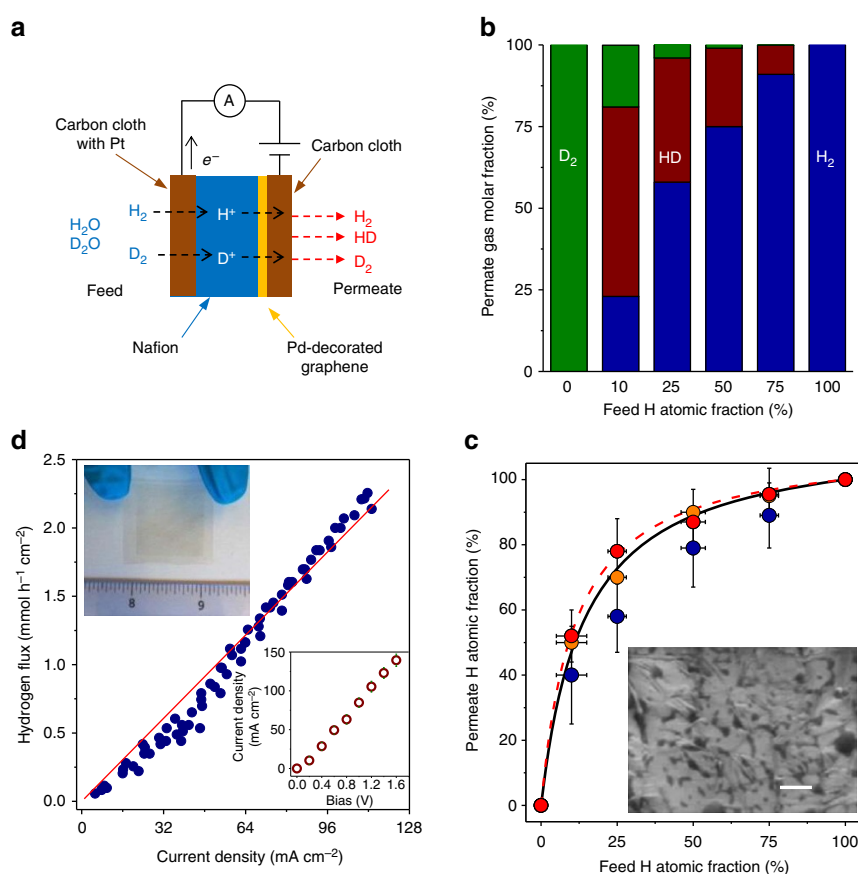 a
A
Carbon cloth
with Pt
e⁻
Carbon cloth
H₂O
D₂O
H₂
H⁺
H₂
HD
D₂
D⁺
D₂
Feed
Permeate
Nafion
Pd-decorated
graphene
b
Permate gas molar fraction (%)
100
75
50
25
0
D₂
HD
H₂
0 10 25 50 75 100
Feed H atomic fraction (%)
d
Hydrogen flux (mmol h⁻¹ cm⁻²)
2.5
2.0
1.5
1.0
0.5
0.0
8 9
Current density
(mA cm⁻²)
150
100
50
0
0.0 0.4 0.8 1.2 1.6
Bias (V)
0 32 64 96 128
Current density (mA cm⁻²)
c
Permeate H atomic fraction (%)
100
80
60
40
20
0
0 25 50 75 100
Feed H atomic fraction (%)